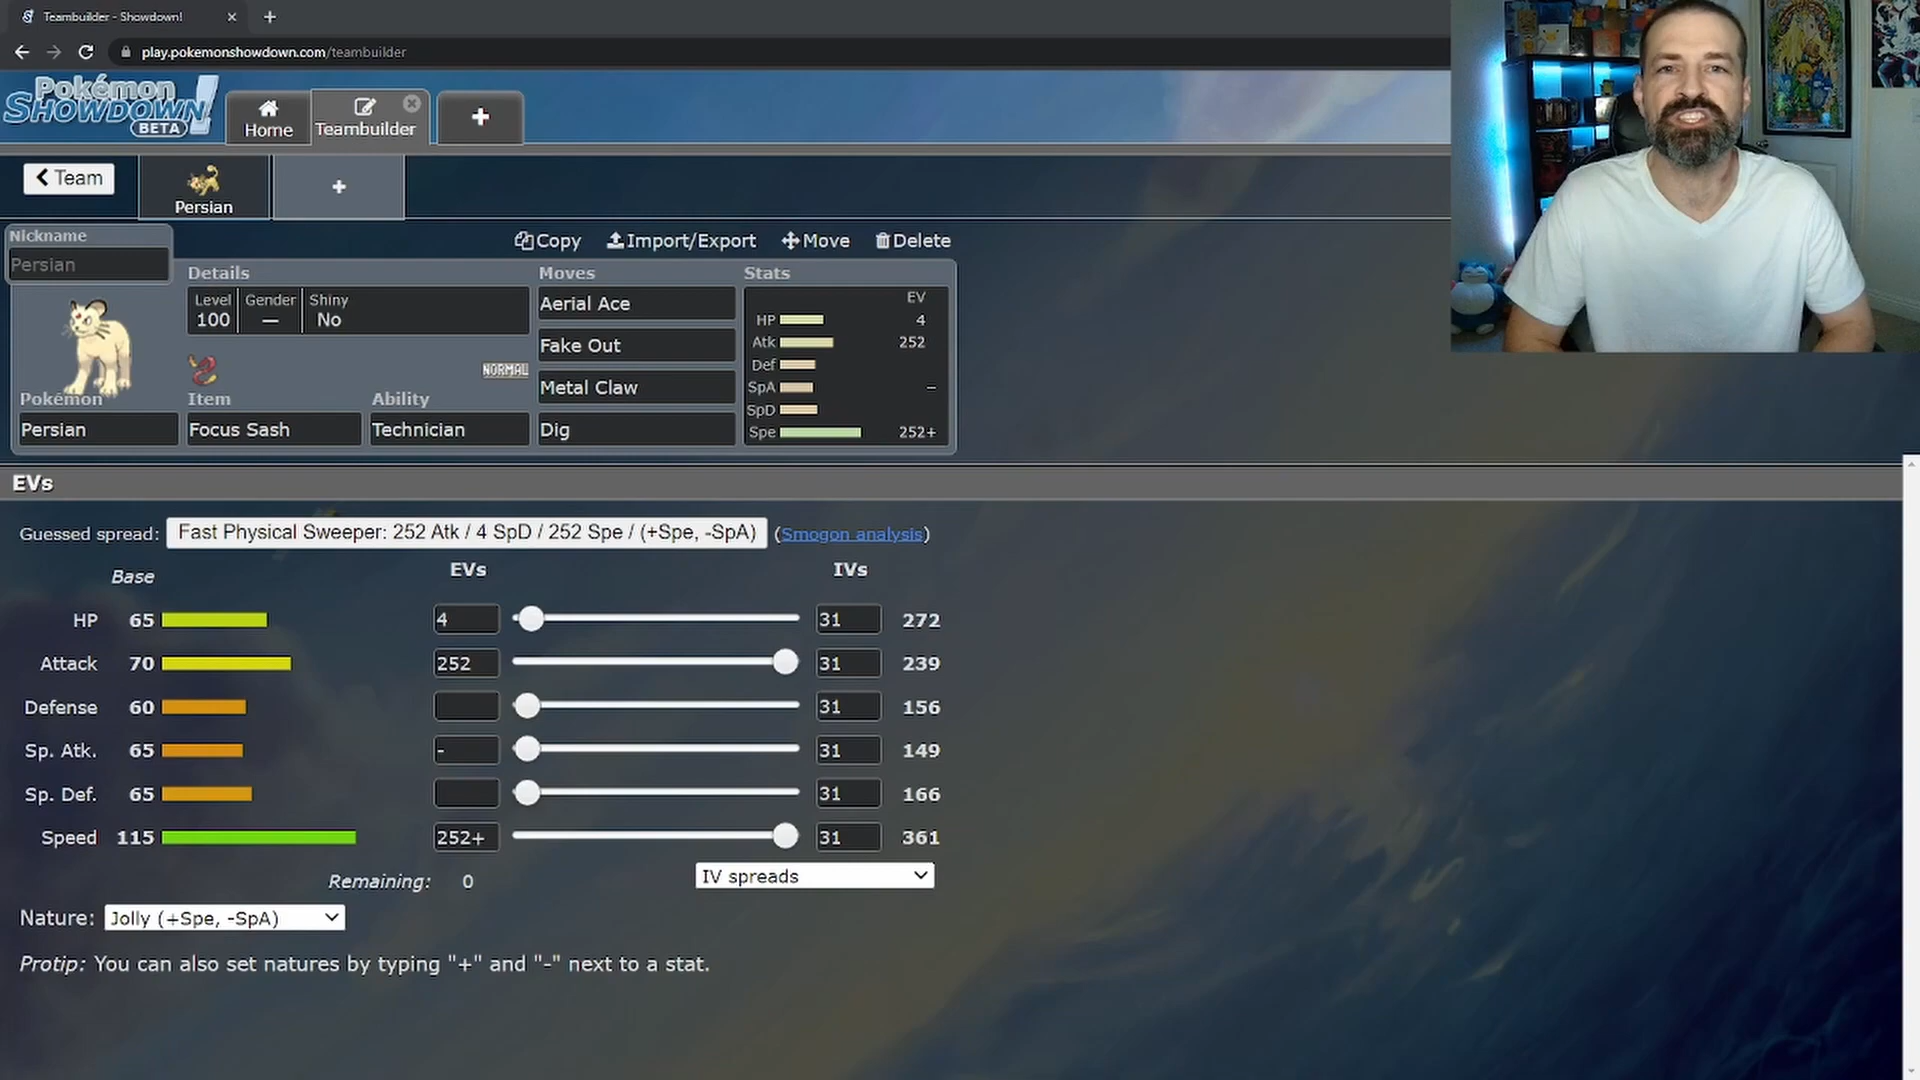 Teambuilder - Showdown!
play.pokemonshowdown.com/teambuilder
Pokémon
SHOWDOWN!
BETA
Home
Teambuilder
Team
Persian
Nickname
Persian
Copy
Import/Export
Move
Delete
Details
Moves
Stats
Level
Gender
Shiny
100
—
No
Aerial Ace
Fake Out
Metal Claw
Dig
EV
HP 4
Atk 252
Def
SpA –
SpD
Spe 252+
NORMAL
Pokémon
Item
Ability
Persian
Focus Sash
Technician
EVs
Guessed spread: Fast Physical Sweeper: 252 Atk / 4 SpD / 252 Spe / (+Spe, -SpA) (Smogon analysis)
Base EVs IVs
HP 65 4 31 272
Attack 70 252 31 239
Defense 60 31 156
Sp. Atk. 65 - 31 149
Sp. Def. 65 31 166
Speed 115 252+ 31 361
Remaining: 0
IV spreads
Nature: Jolly (+Spe, -SpA)
Protip: You can also set natures by typing "+" and "-" next to a stat.